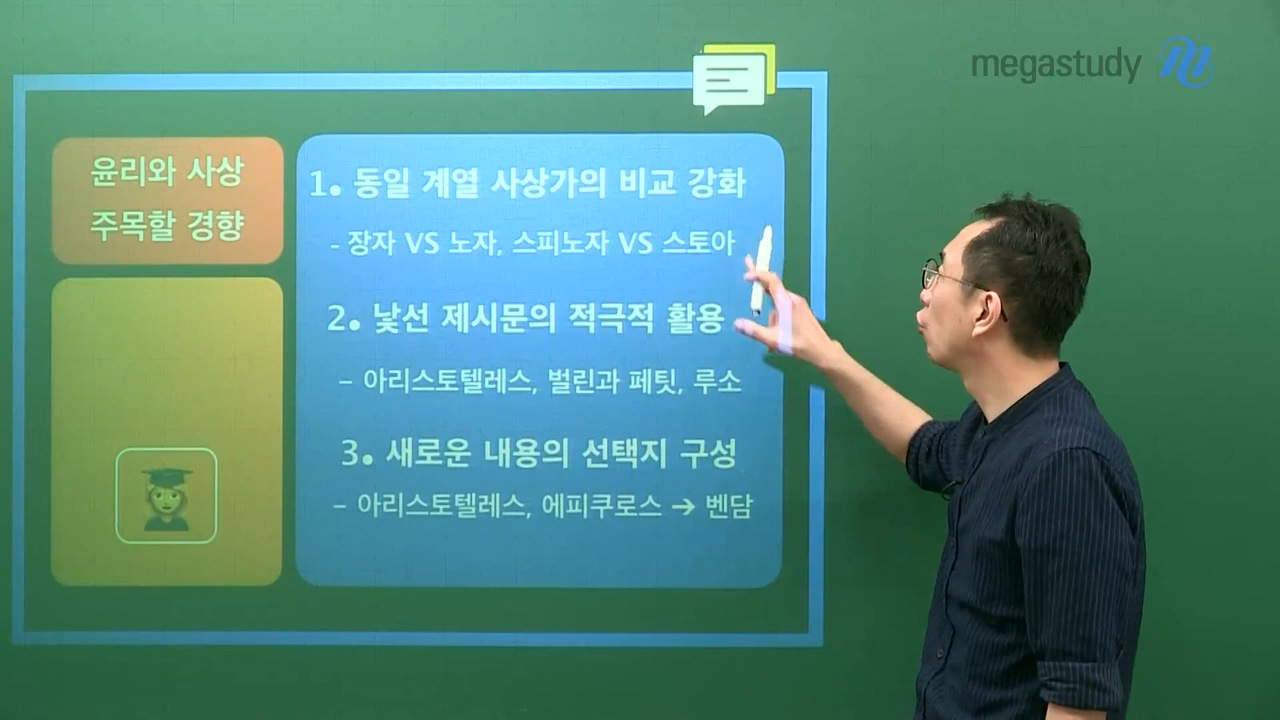 megastudy
윤리와 사상
주목할 경향
1. 동일 계열 사상가의 비교 강화
- 장자 VS 노자, 스피노자 VS 스토아
2. 낯선 제시문의 적극적 활용
– 아리스토텔레스, 벌린과 페팃, 루소
3. 새로운 내용의 선택지 구성
– 아리스토텔레스, 에피쿠로스 → 벤담